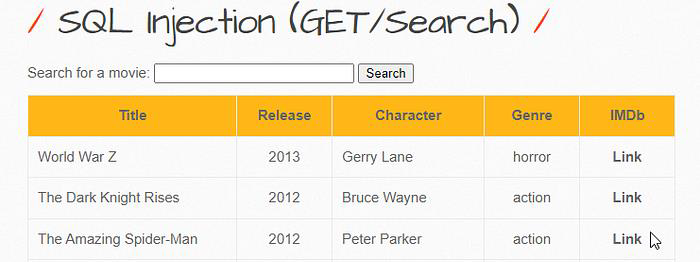 / SQL Injection (GET/Search) /
Search for a movie: Search
Title Release Character Genre IMDb
World War Z 2013 Gerry Lane horror Link
The Dark Knight Rises 2012 Bruce Wayne action Link
The Amazing Spider-Man 2012 Peter Parker action Link